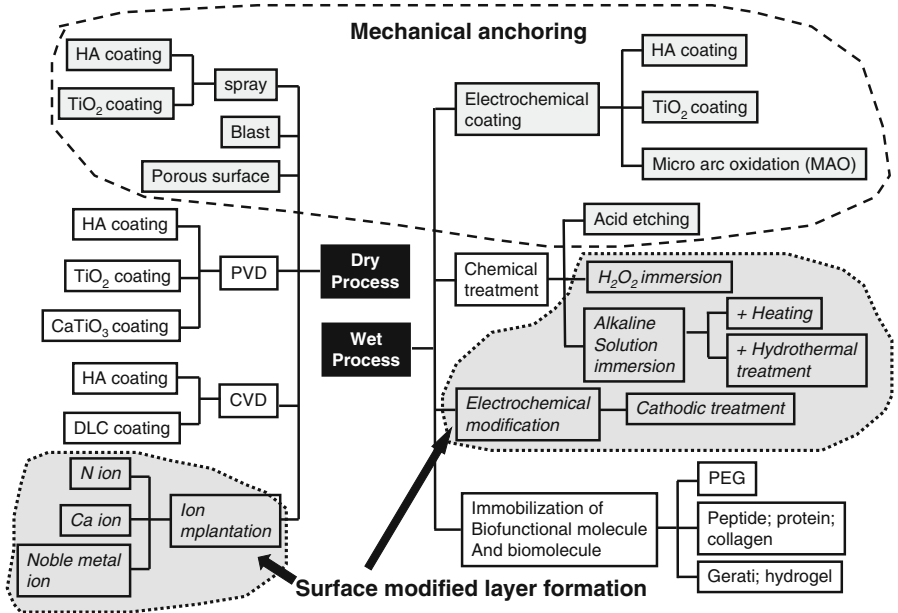 Mechanical anchoring
HA coating
TiO₂ coating
spray
Blast
Porous surface
HA coating
TiO₂ coating
CaTiO₃ coating
PVD
HA coating
DLC coating
CVD
N ion
Ca ion
Noble metal
ion
Ion
mplantation
Dry
Process
Wet
Process
Electrochemical
coating
HA coating
TiO₂ coating
Micro arc oxidation (MAO)
Chemical
treatment
Acid etching
H₂O₂ immersion
Alkaline
Solution
immersion
+ Heating
+ Hydrothermal
treatment
Electrochemical
modification
Cathodic treatment
Immobilization of
Biofunctional molecule
And biomolecule
PEG
Peptide; protein;
collagen
Gerati; hydrogel
Surface modified layer formation